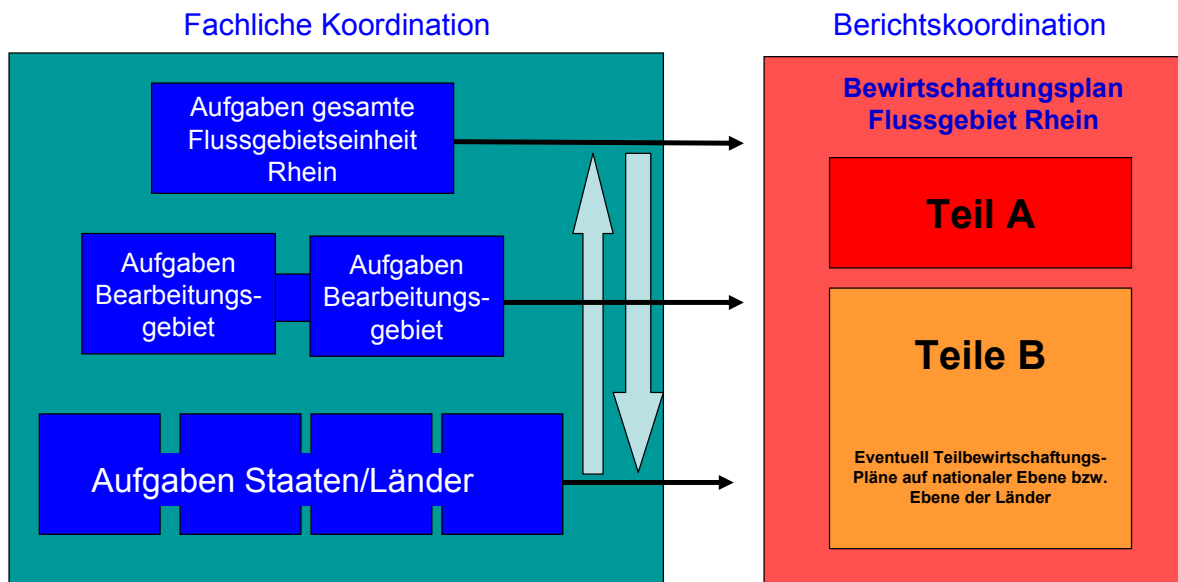 Fachliche Koordination
Aufgaben gesamte
Flussgebietseinheit
Rhein
Aufgaben
Bearbeitungs-
gebiet
Aufgaben
Bearbeitungs-
gebiet
Aufgaben Staaten/Länder
Berichtskoordination
Bewirtschaftungsplan
Flussgebiet Rhein
Teil A
Teile B
Eventuell Teilbewirtschaftungs-
Pläne auf nationaler Ebene bzw.
Ebene der Länder